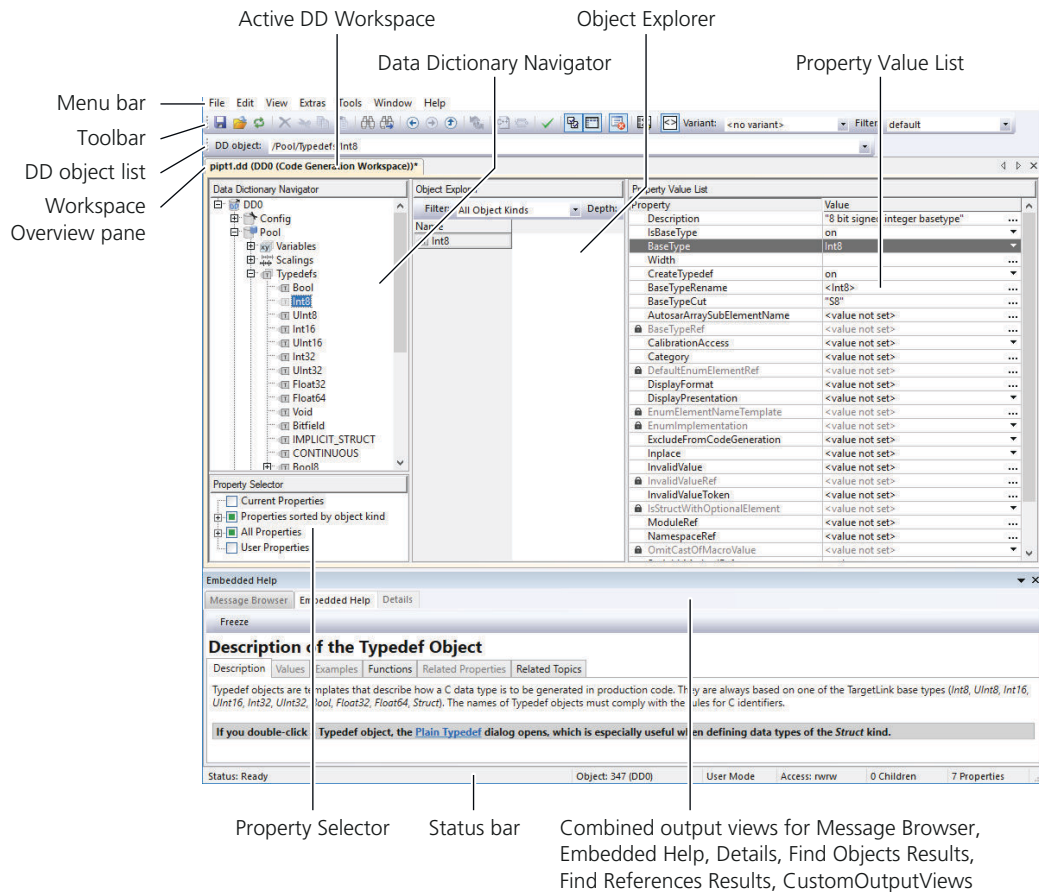 Active DD Workspace
Object Explorer
Data Dictionary Navigator
Property Value List
Menu bar
Toolbar
DD object list
Workspace
Overview pane
File Edit View Extras Tools Window Help
Variant: <no variant> Filter default
DD object: /Pool/Typedefs Int8
pipt1.dd (DD0 (Code Generation Workspace))*
Data Dictionary Navigator
DD0
Config
Pool
Variables
Scalings
Typedefs
Bool
Int8
UInt8
Int16
UInt16
Int32
UInt32
Float32
Float64
Void
Bitfield
IMPLICIT_STRUCT
CONTINUOUS
Bool8
Object Explorer
Filter: All Object Kinds Depth:
Name
Int8
Property Value List
Property Value
Description "8 bit signed integer basetype" ...
IsBaseType on
BaseType Int8
Width ...
CreateTypedef on
BaseTypeRename <Int8> ...
BaseTypeCut "S8" ...
AutosarArraySubElementName <value not set> ...
BaseTypeRef <value not set> ...
CalibrationAccess <value not set>
Category <value not set> ...
DefaultEnumElementRef <value not set> ...
DisplayFormat <value not set> ...
DisplayPresentation <value not set>
EnumElementNameTemplate <value not set> ...
EnumImplementation <value not set>
ExcludeFromCodeGeneration <value not set>
Inplace <value not set>
InvalidValue <value not set> ...
InvalidValueRef <value not set> ...
InvalidValueToken <value not set> ...
IsStructWithOptionalElement <value not set>
ModuleRef <value not set> ...
NamespaceRef <value not set> ...
OmitCastOfMacroValue <value not set>
Property Selector
Current Properties
Properties sorted by object kind
All Properties
User Properties
Embedded Help
Message Browser Embedded Help Details
Freeze
Description of the Typedef Object
Description Values Examples Functions Related Properties Related Topics
Typedef objects are templates that describe how a C data type is to be generated in production code. They are always based on one of the TargetLink base types (Int8, UInt8, Int16,
UInt16, Int32, UInt32, Bool, Float32, Float64, Struct). The names of Typedef objects must comply with the rules for C identifiers.
If you double-click a Typedef object, the Plain Typedef dialog opens, which is especially useful when defining data types of the Struct kind.
Status: Ready Object: 347 (DD0) User Mode Access: rwrw 0 Children 7 Properties
Property Selector
Status bar
Combined output views for Message Browser,
Embedded Help, Details, Find Objects Results,
Find References Results, CustomOutputViews